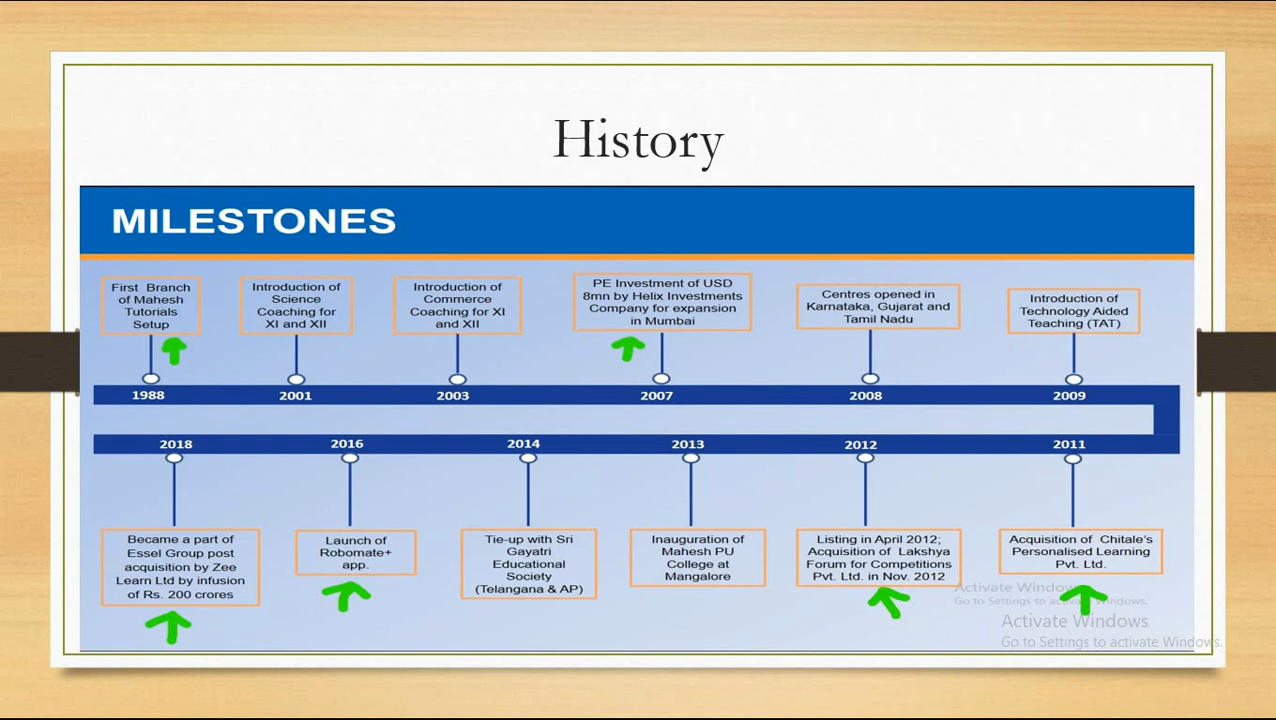 History
MILESTONES
First Branch
of Mahesh
Tutorials
Setup
Introduction of
Science
Coaching for
XI and XII
Introduction of
Commerce
Coaching for XI
and XII
PE Investment of USD
8mn by Helix Investments
Company for expansion
in Mumbai
Centres opened in
Karnataka, Gujarat and
Tamil Nadu
Introduction of
Technology Aided
Teaching (TAT)
1988 2001 2003 2007 2008 2009
2018 2016 2014 2013 2012 2011
Became a part of
Essel Group post
acquisition by Zee
Learn Ltd by infusion
of Rs. 200 crores
Launch of
Robomate+
app.
Tie-up with Sri
Gayatri
Educational
Society
(Telangana & AP)
Inauguration of
Mahesh PU
College at
Mangalore
Listing in April 2012;
Acquisition of Lakshya
Forum for Competitions
Pvt. Ltd. in Nov. 2012
Acquisition of Chitale's
Personalised Learning
Pvt. Ltd.
Activate Windows
Go to Settings to activate Windows.
Activate Windows
Go to Settings to activate Windows.